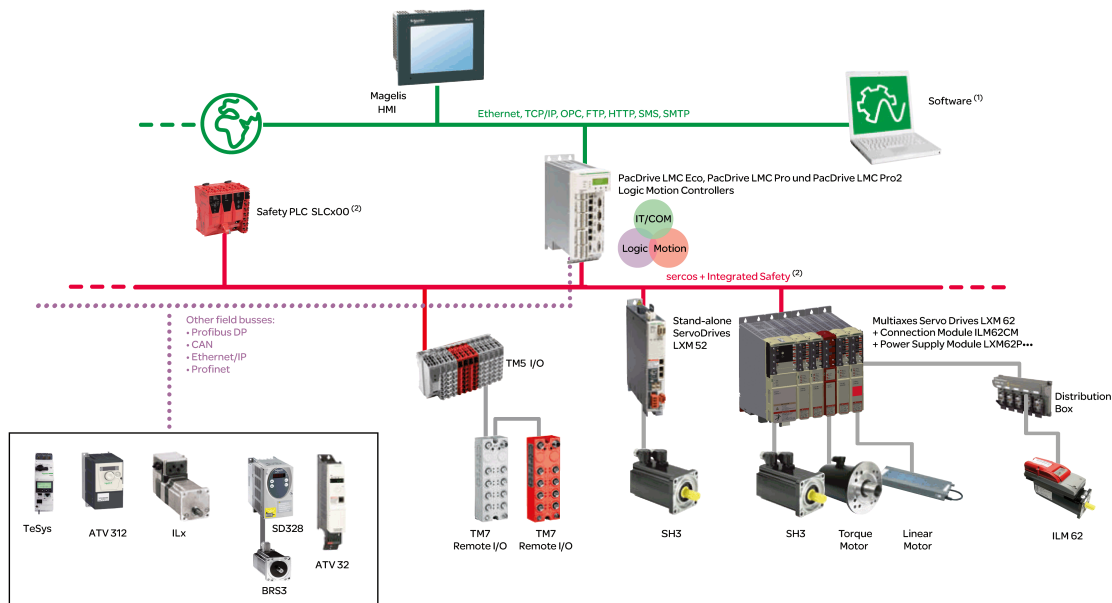 Magelis
HMI
Ethernet, TCP/IP, OPC, FTP, HTTP, SMS, SMTP
Software (1)
PacDrive LMC Eco, PacDrive LMC Pro und PacDrive LMC Pro2
Logic Motion Controllers
Safety PLC SLCx00 (2)
IT/COM
Logic
Motion
sercos + Integrated Safety (2)
Other field busses:
• Profibus DP
• CAN
• Ethernet/IP
• Profinet
TM5 I/O
Stand-alone
ServoDrives
LXM 52
Multiaxes Servo Drives LXM 62
+ Connection Module ILM62CM
+ Power Supply Module LXM62P•••
Distribution
Box
TeSys
ATV 312
ILx
SD328
BRS3
ATV 32
TM7
Remote I/O
TM7
Remote I/O
SH3
SH3
Torque
Motor
Linear
Motor
ILM 62